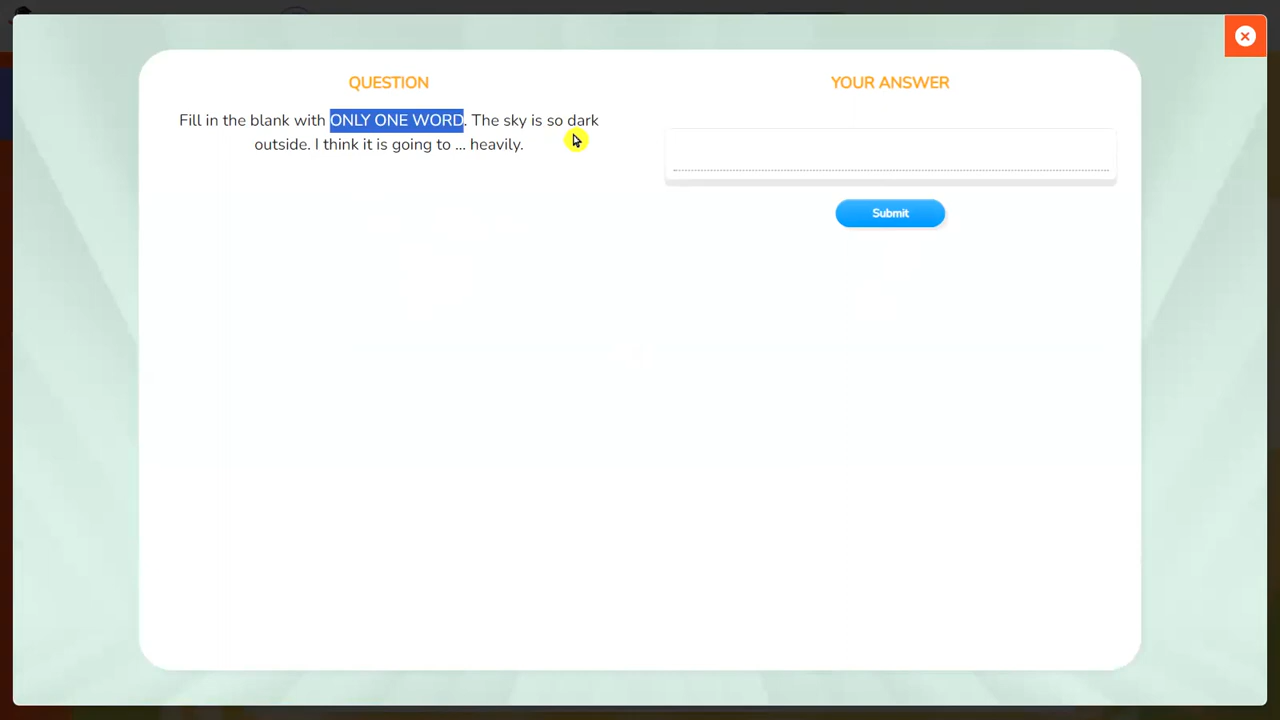 QUESTION
Fill in the blank with ONLY ONE WORD. The sky is so dark
outside. I think it is going to ... heavily.
YOUR ANSWER
Submit